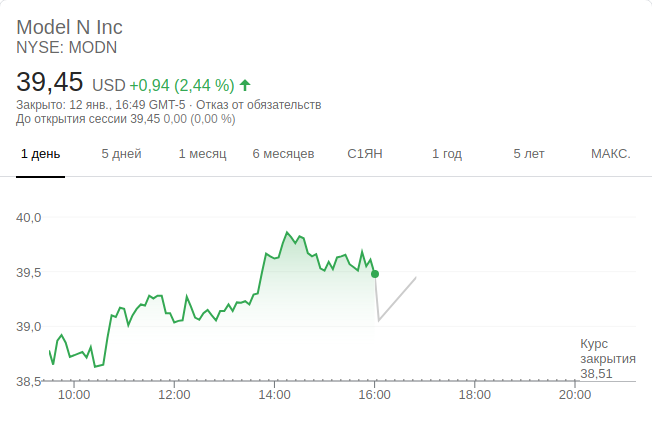 Model N Inc
NYSE: MODN
39,45 USD +0,94 (2,44 %)
Закрыто: 12 янв., 16:49 GMT-5 · Отказ от обязательств
До открытия сессии 39,45 0,00 (0,00 %)
1 день 5 дней 1 месяц 6 месяцев С1ЯН 1 год 5 лет МАКС.
40,0
39,5
39,0
Курс
закрытия
38,51
38,5
10:00 12:00 14:00 16:00 18:00 20:00